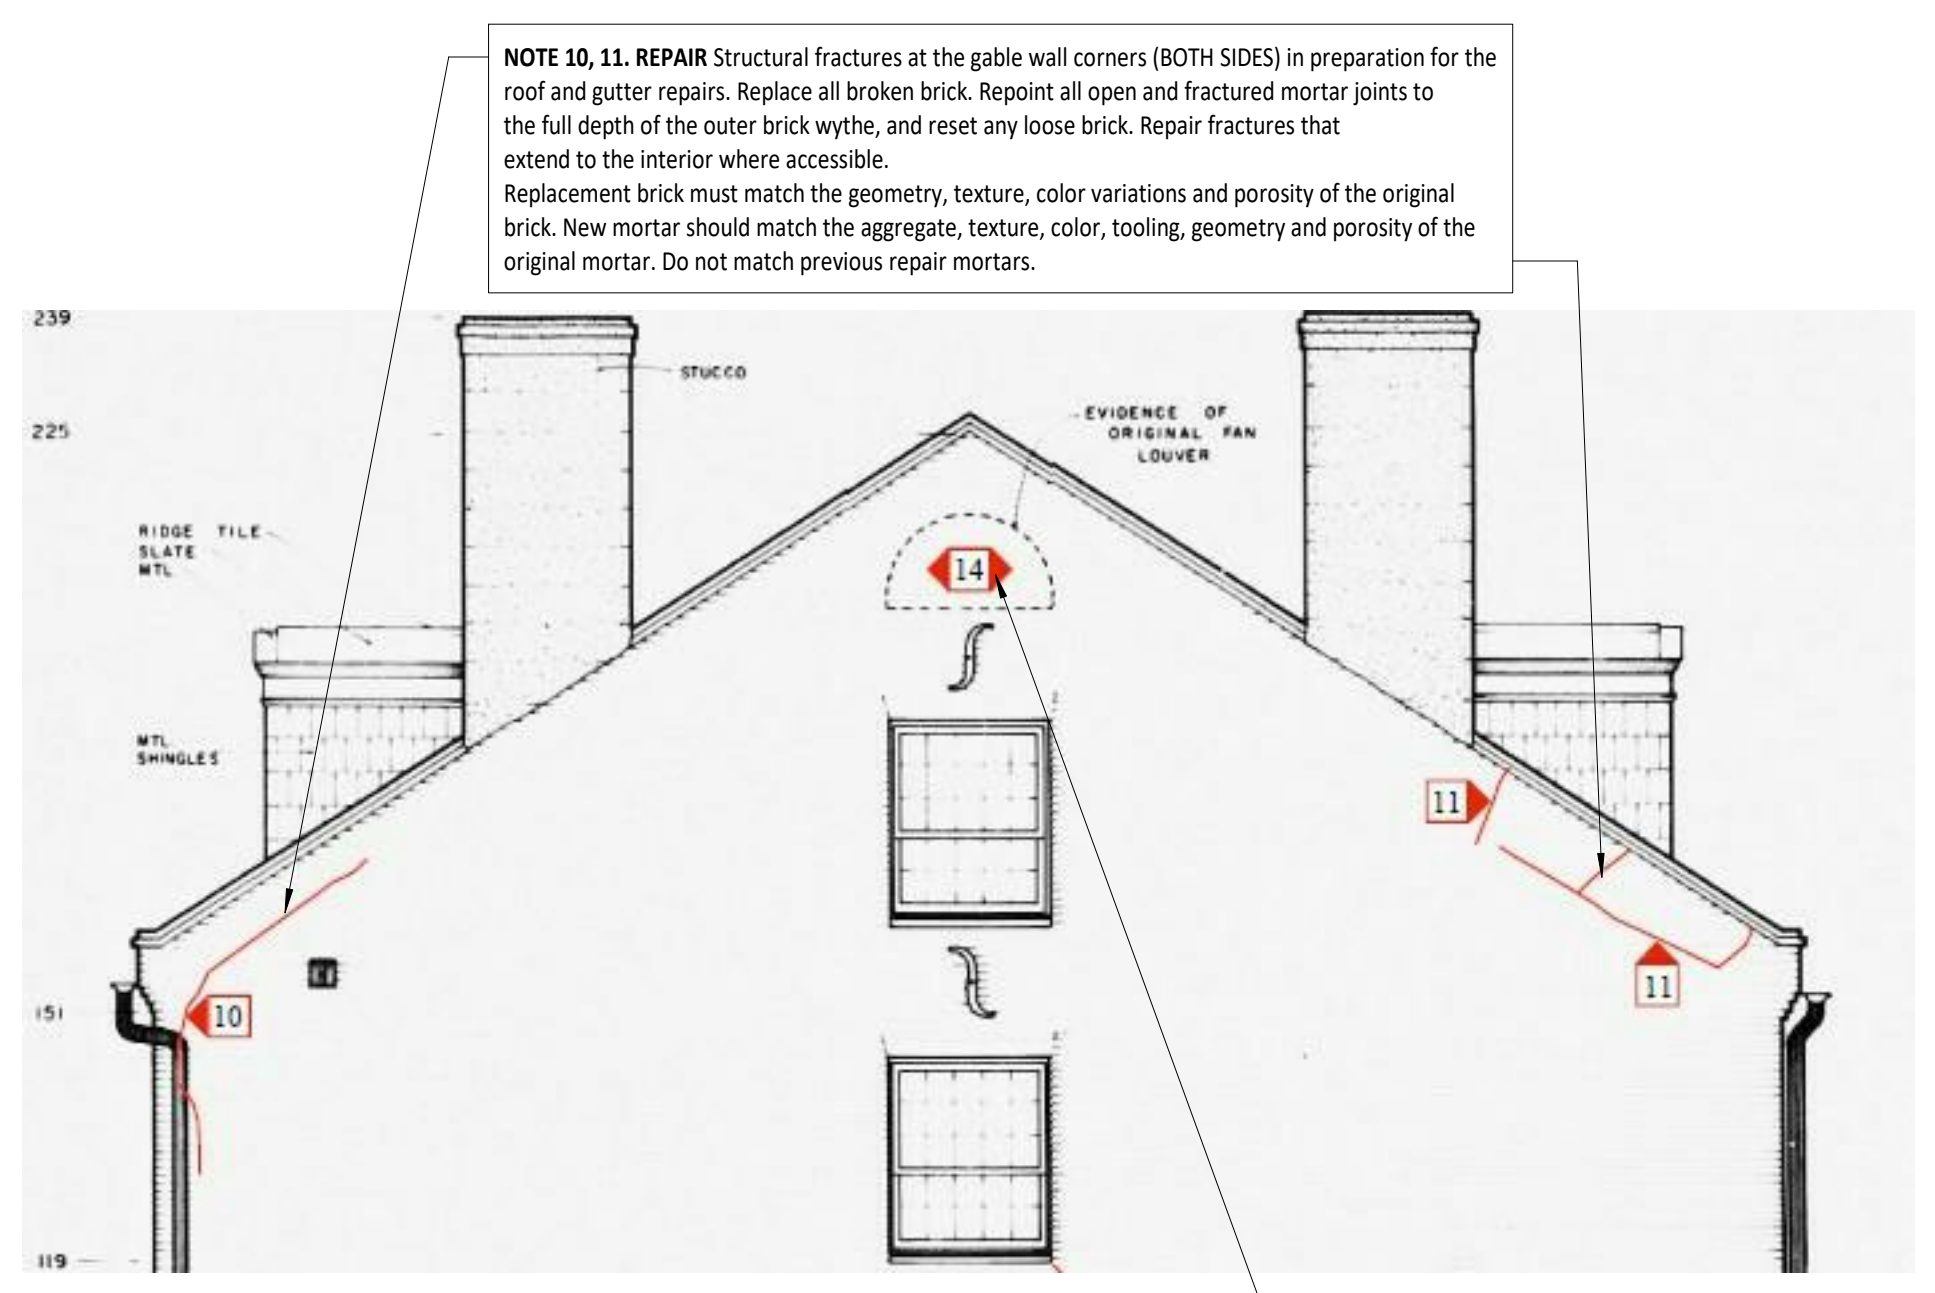 NOTE 10, 11. REPAIR Structural fractures at the gable wall corners (BOTH SIDES) in preparation for the
roof and gutter repairs. Replace all broken brick. Repoint all open and fractured mortar joints to
the full depth of the outer brick wythe, and reset any loose brick. Repair fractures that
extend to the interior where accessible.
Replacement brick must match the geometry, texture, color variations and porosity of the original
brick. New mortar should match the aggregate, texture, color, tooling, geometry and porosity of the
original mortar. Do not match previous repair mortars.
239
STUCCO
225
EVIDENCE OF
ORIGINAL FAN
LOUVER
RIDGE TILE
SLATE
MTL
14
MTL
SHINGLES
11
11
151
10
119